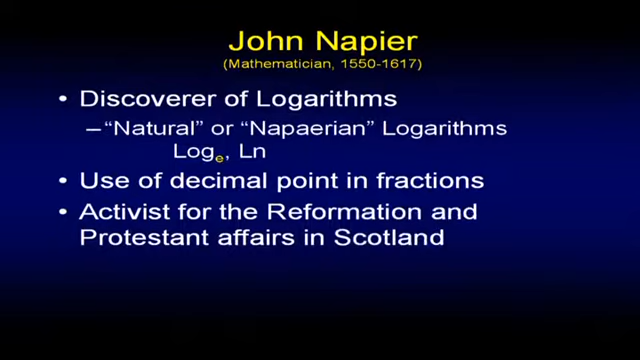 John Napier
(Mathematician, 1550-1617)
• Discoverer of Logarithms
–"Natural" or "Napaerian" Logarithms
Logₑ, Ln
• Use of decimal point in fractions
• Activist for the Reformation and
Protestant affairs in Scotland